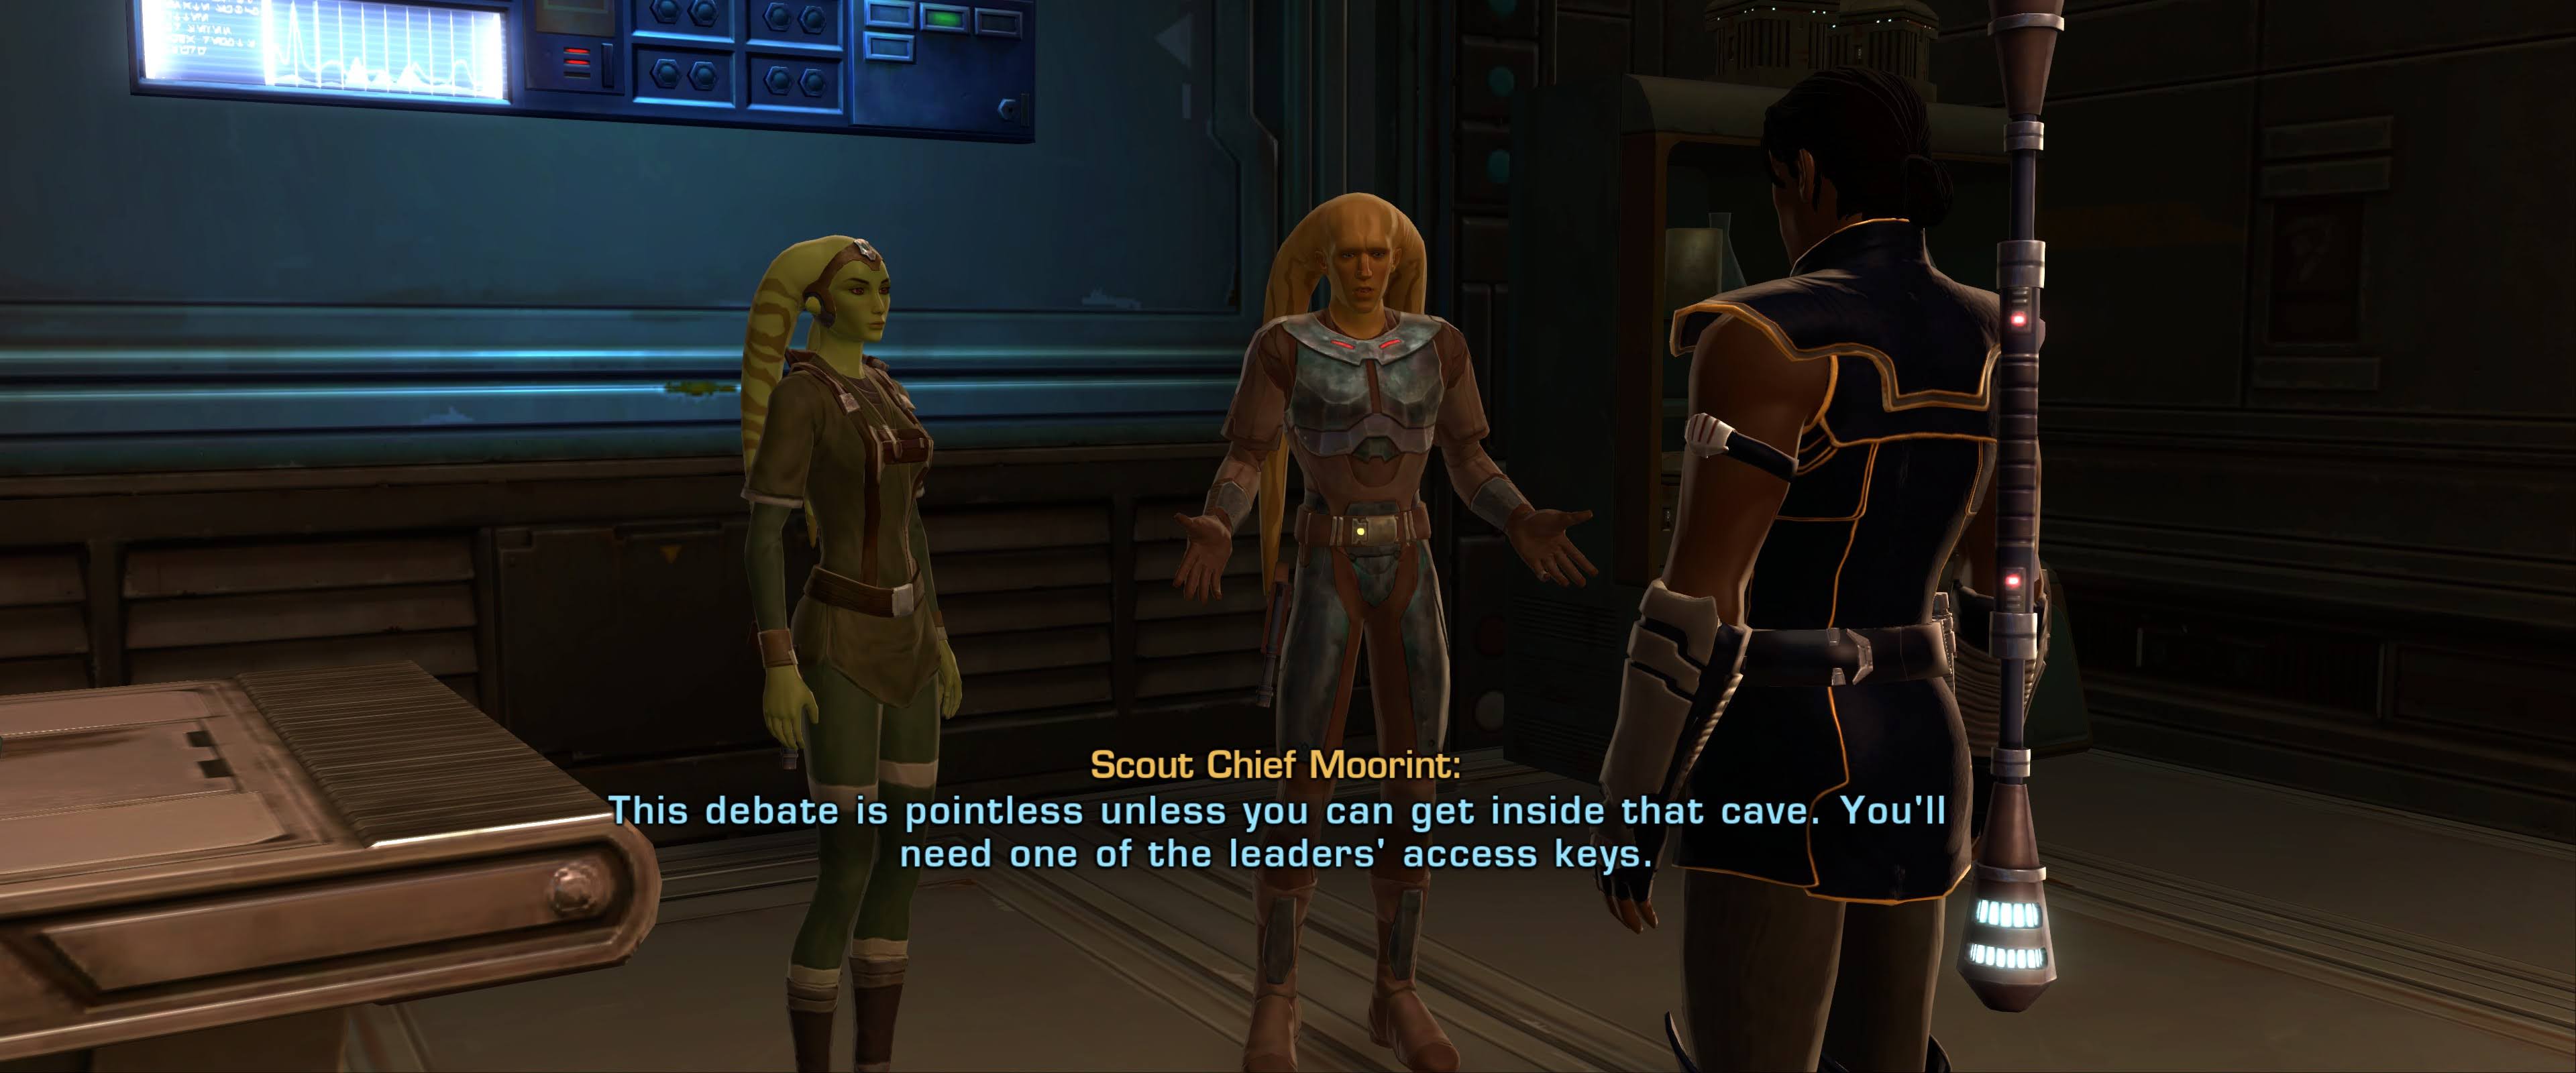 Scout Chief Moorint:
This debate is pointless unless you can get inside that cave. You'll
need one of the leaders' access keys.